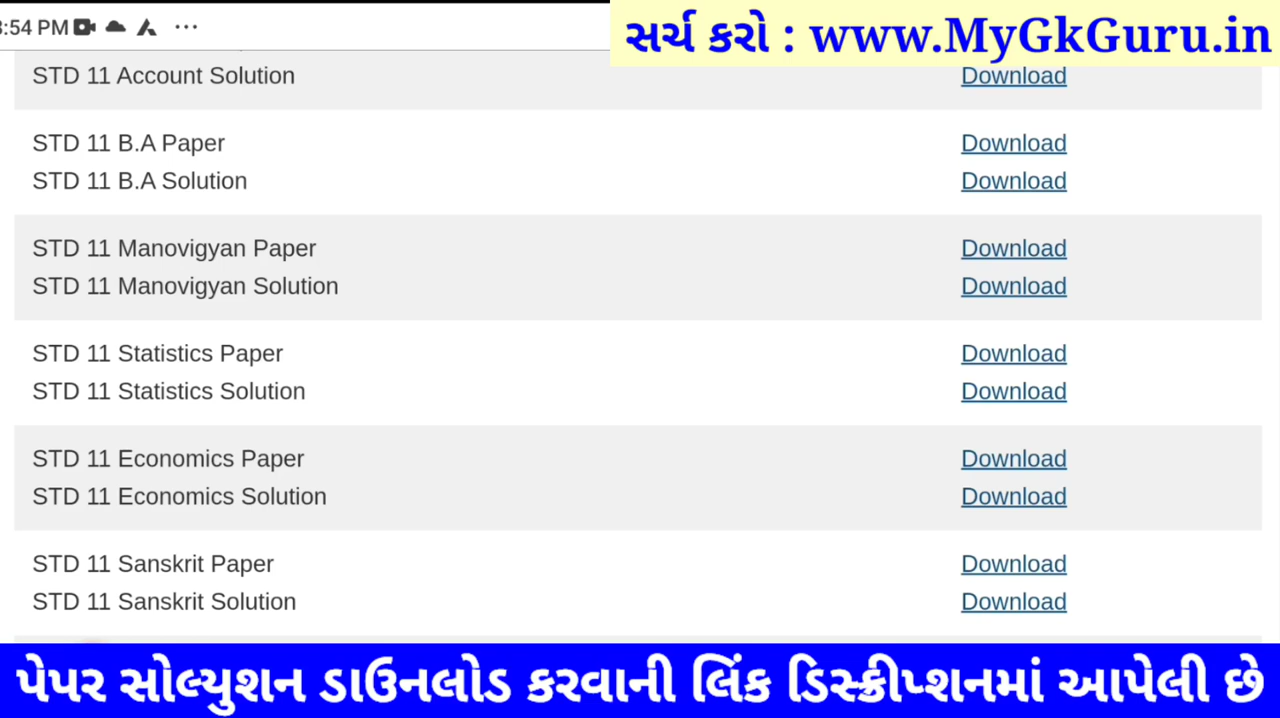 3:54 PM
સર્ચ કરો : www.MyGkGuru.in
STD 11 Account Solution Download
STD 11 B.A Paper Download
STD 11 B.A Solution Download
STD 11 Manovigyan Paper Download
STD 11 Manovigyan Solution Download
STD 11 Statistics Paper Download
STD 11 Statistics Solution Download
STD 11 Economics Paper Download
STD 11 Economics Solution Download
STD 11 Sanskrit Paper Download
STD 11 Sanskrit Solution Download
પેપર સોલ્યુશન ડાઉનલોડ કરવાની લિંક ડિસ્ક્રીપ્શનમાં આપેલી છે